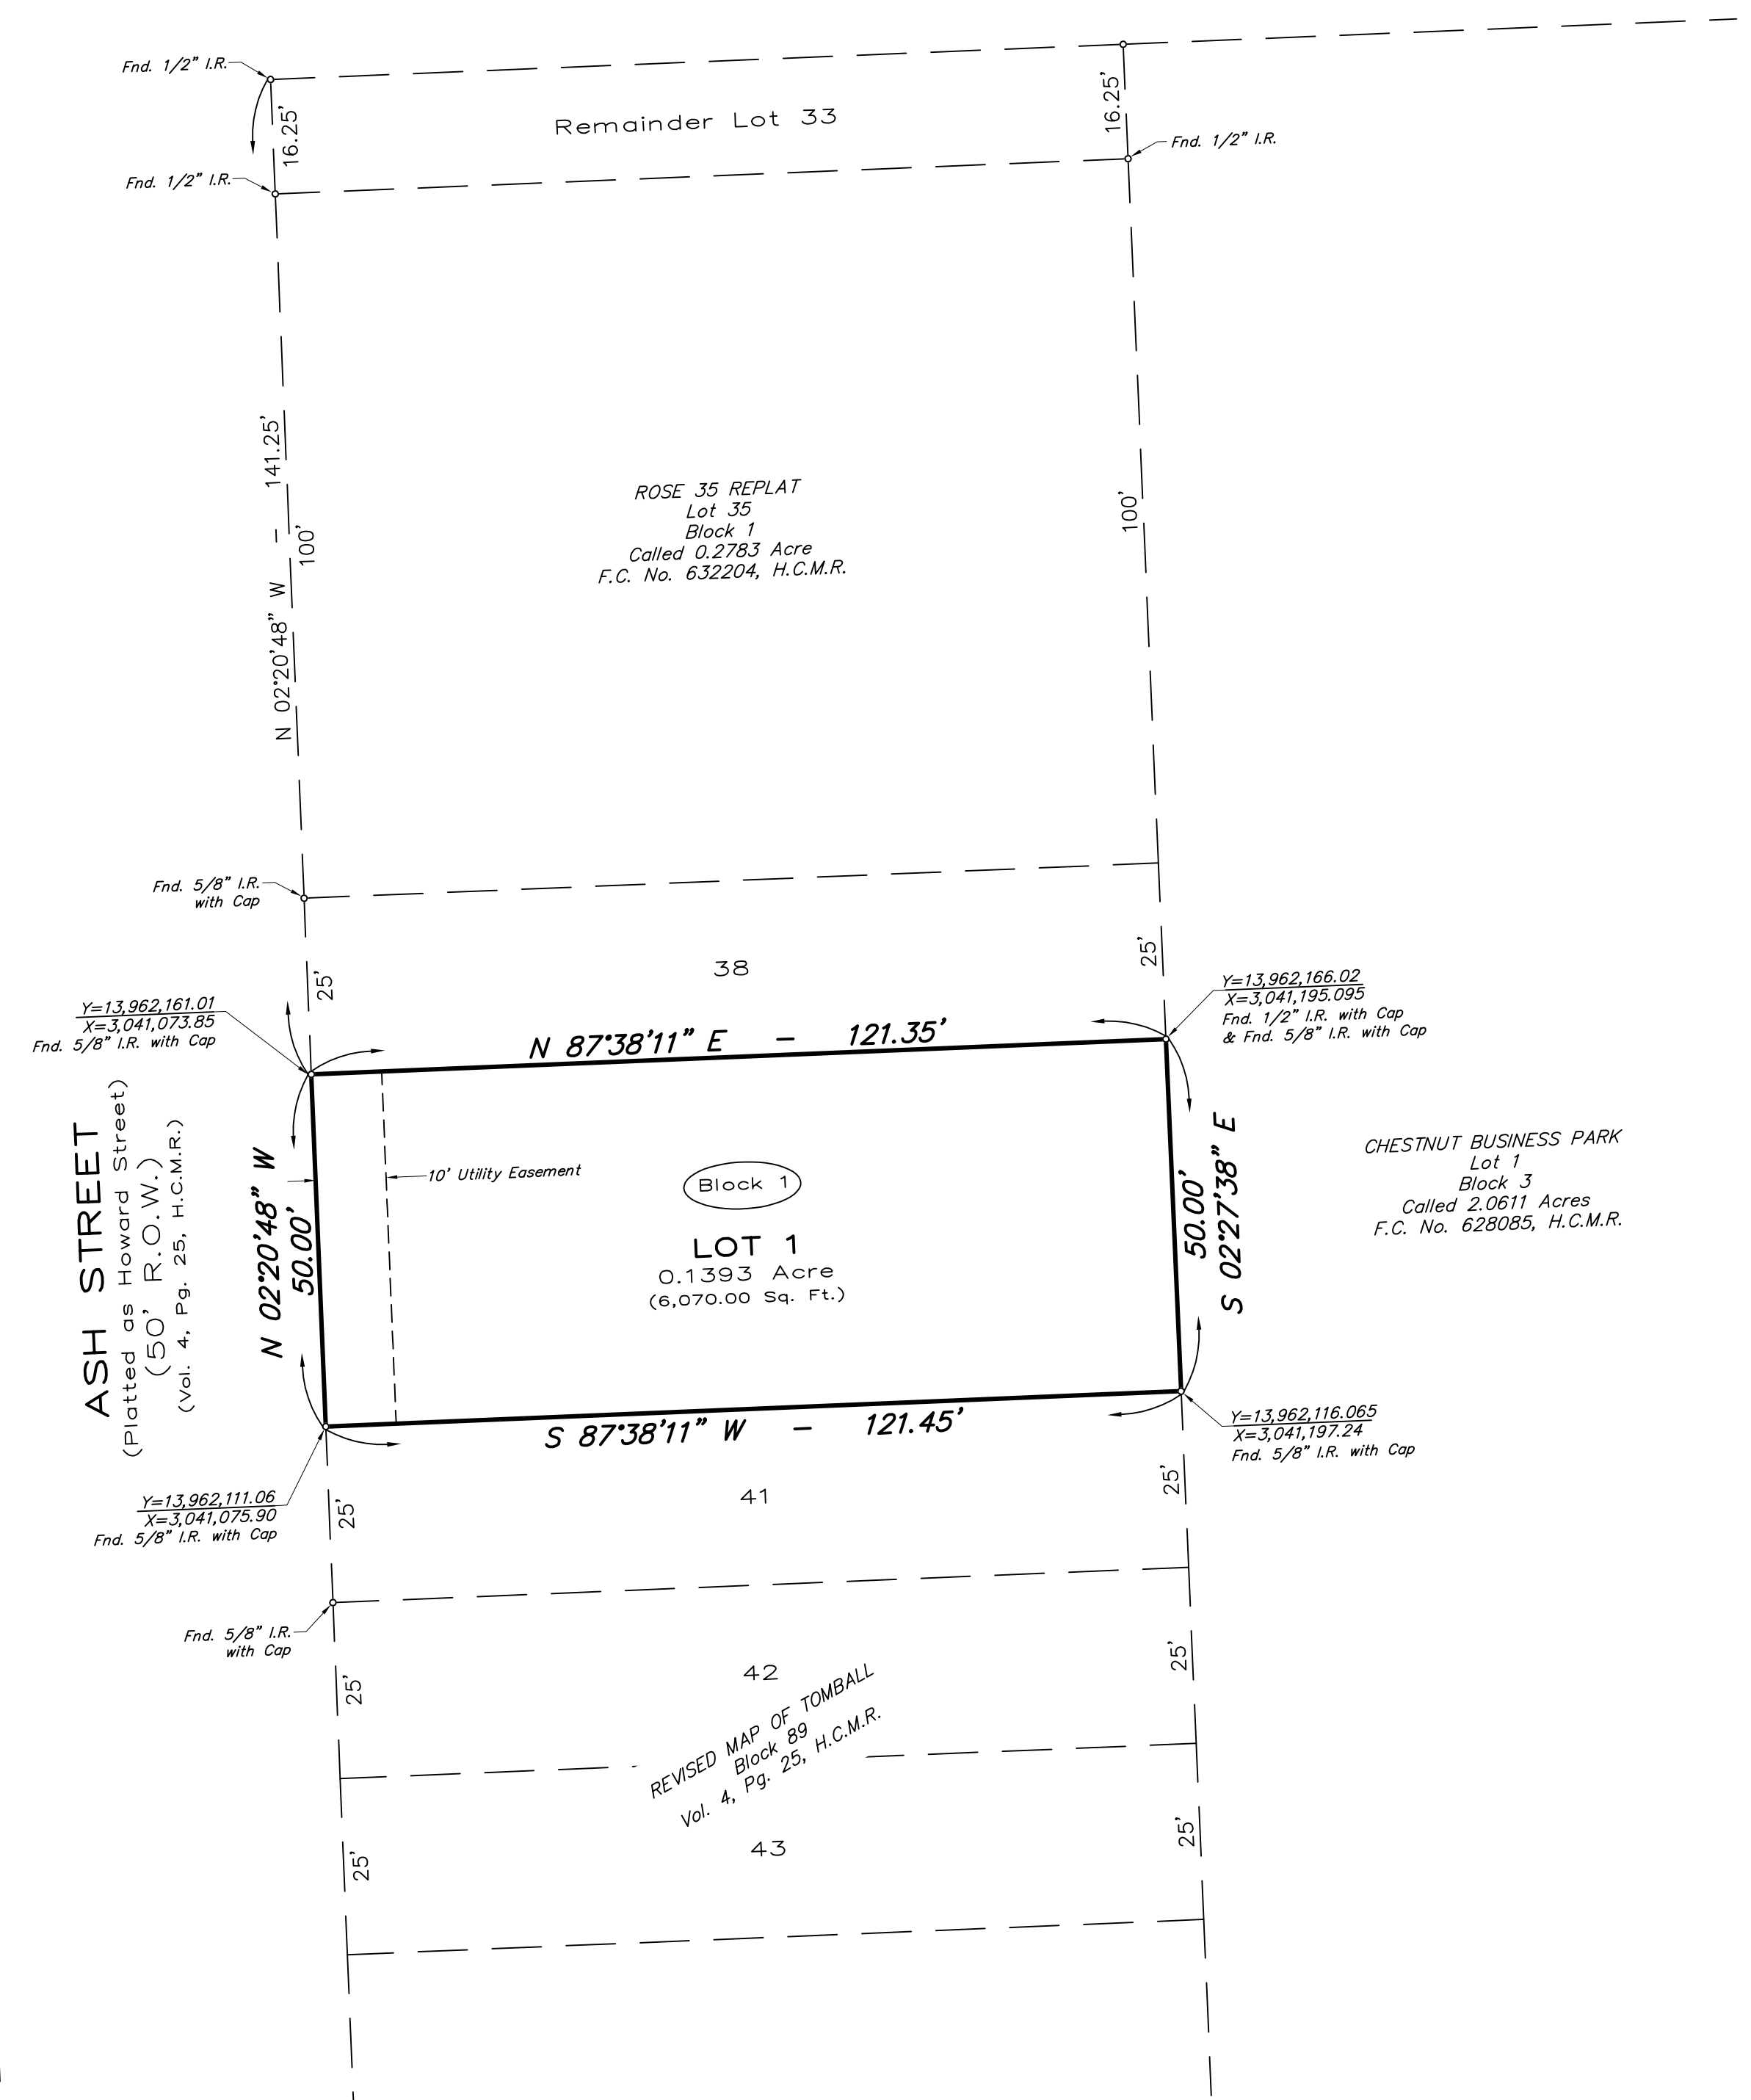 Fnd. 1/2" I.R.
16.25'
Remainder Lot 33
16.25'
Fnd. 1/2" I.R.
Fnd. 1/2" I.R.
N 02°20'48" W - 141.25'
100'
ROSE 35 REPLAT
Lot 35
Block 1
Called 0.2783 Acre
F.C. No. 632204, H.C.M.R.
100'
Fnd. 5/8" I.R.
with Cap
25'
38
25'
Y=13,962,161.01
X=3,041,073.85
Fnd. 5/8" I.R. with Cap
N 87°38'11" E - 121.35'
Y=13,962,166.02
X=3,041,195.095
Fnd. 1/2" I.R. with Cap
& Fnd. 5/8" I.R. with Cap
ASH STREET
(Platted as Howard Street)
(50' R.O.W.)
(Vol. 4, Pg. 25, H.C.M.R.)
N 02°20'48" W
50.00'
10' Utility Easement
Block 1
LOT 1
0.1393 Acre
(6,070.00 Sq. Ft.)
50.00'
S 02°27'38" E
CHESTNUT BUSINESS PARK
Lot 1
Block 3
Called 2.0611 Acres
F.C. No. 628085, H.C.M.R.
S 87°38'11" W - 121.45'
Y=13,962,116.065
X=3,041,197.24
Fnd. 5/8" I.R. with Cap
Y=13,962,111.06
X=3,041,075.90
Fnd. 5/8" I.R. with Cap
25'
41
25'
Fnd. 5/8" I.R.
with Cap
25'
42
25'
REVISED MAP OF TOMBALL
Block 89
Vol. 4, Pg. 25, H.C.M.R.
25'
43
25'